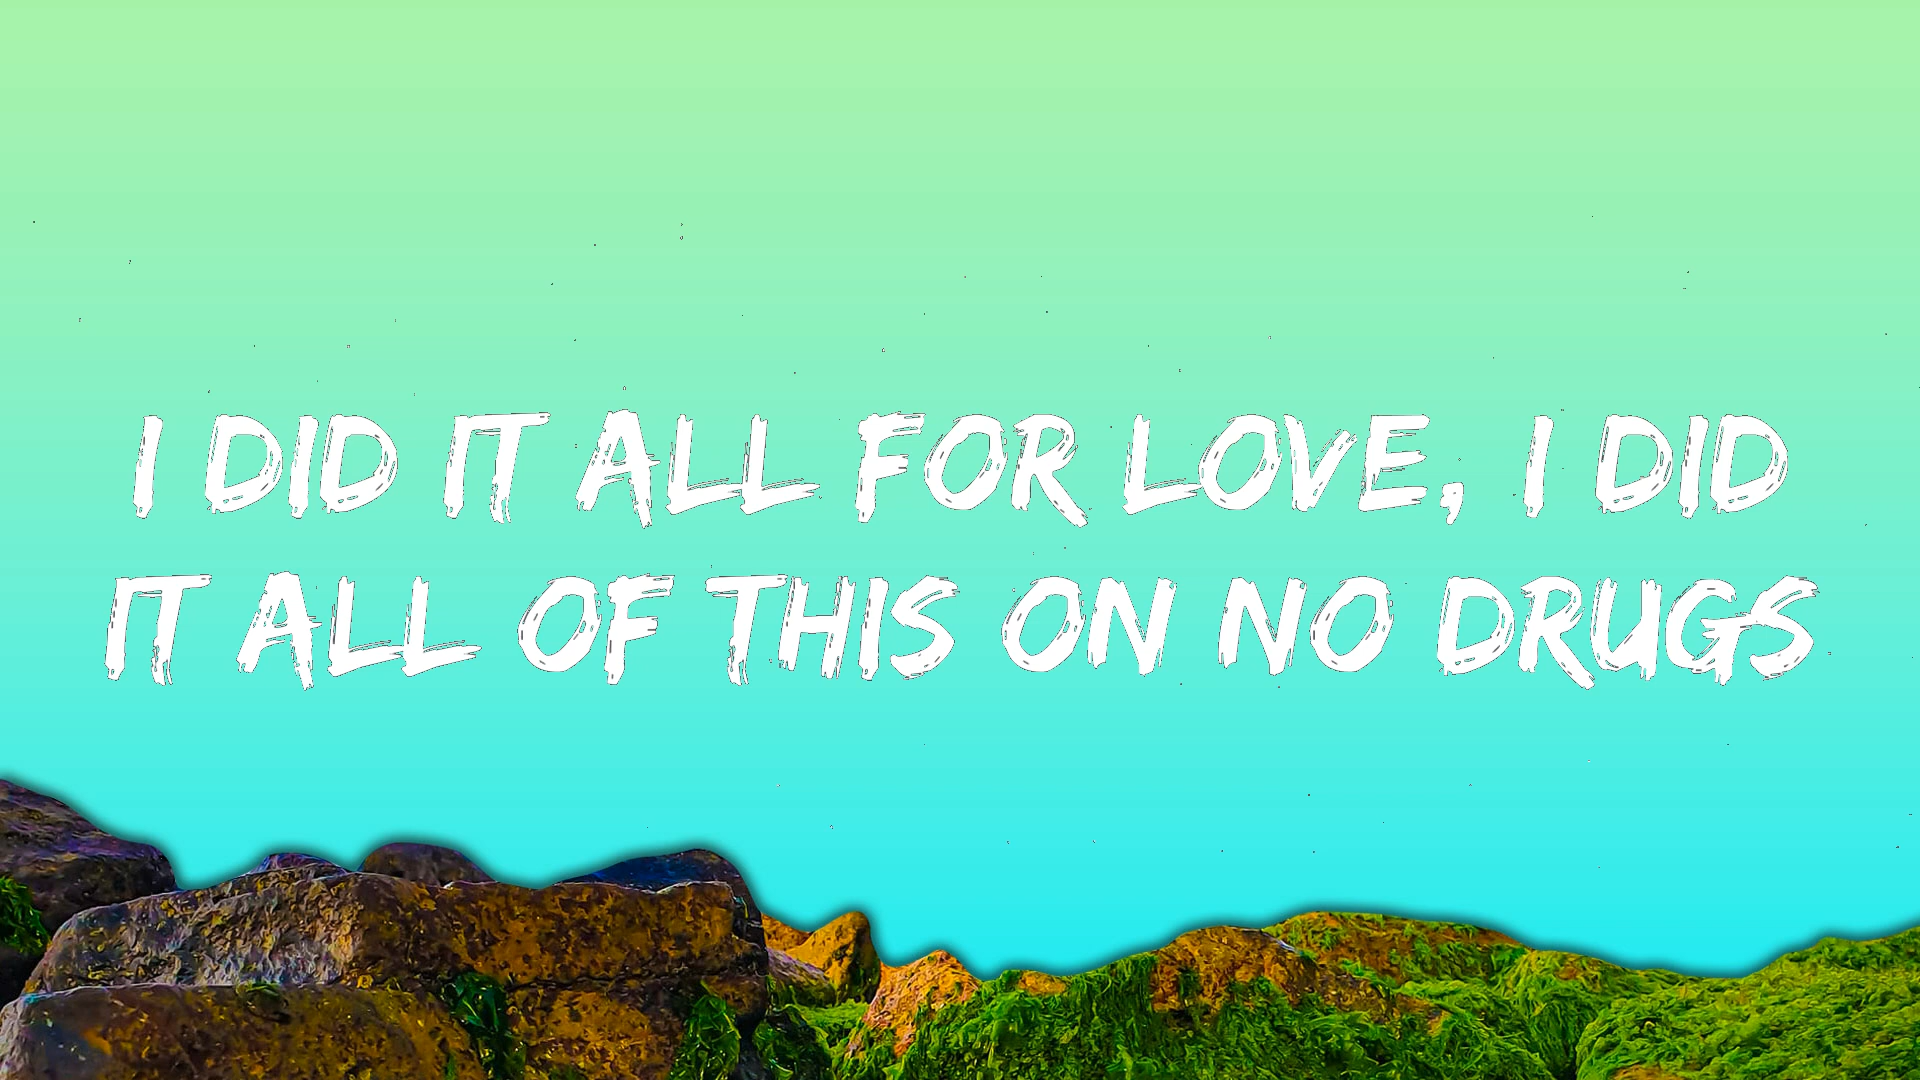 I DID IT ALL FOR LOVE, I DID
IT ALL OF THIS ON NO DRUGS